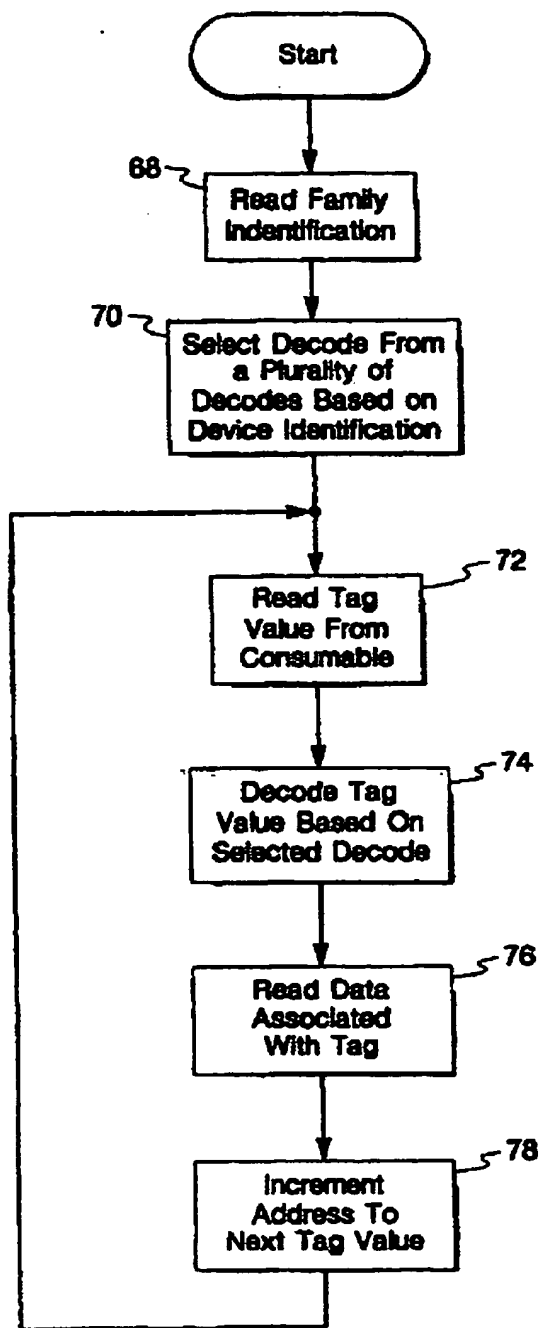 Start
68
Read Family
Indentification
70
Select Decode From
a Plurality of
Decodes Based on
Device Identification
72
Read Tag
Value From
Consumable
74
Decode Tag
Value Based On
Selected Decode
76
Read Data
Associated
With Tag
78
Increment
Address To
Next Tag Value